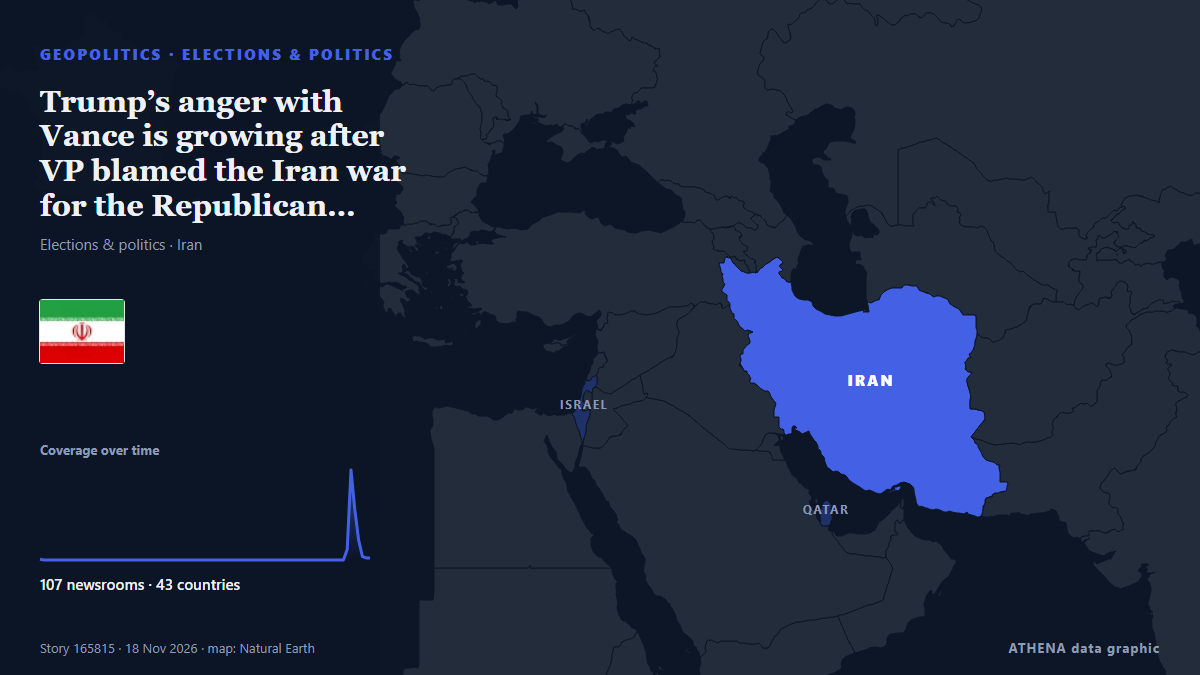 GEOPOLITICS · ELECTIONS & POLITICS
Trump’s anger with
Vance is growing after
VP blamed the Iran war
for the Republican...
Elections & politics · Iran
IRAN
ISRAEL
QATAR
Coverage over time
107 newsrooms · 43 countries
Story 165815 · 18 Nov 2026 · map: Natural Earth
ATHENA data graphic